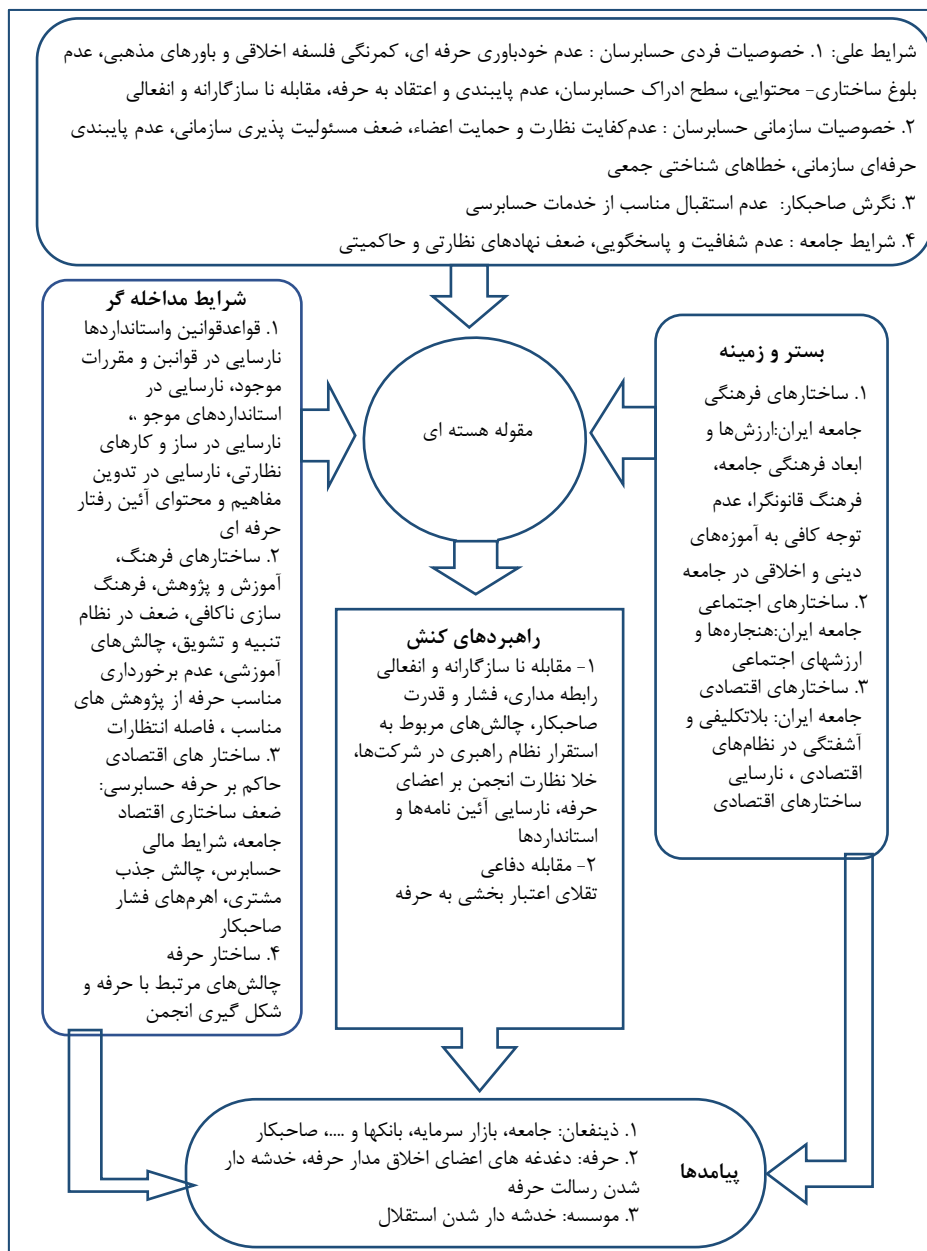 شرایط علی: ۱. خصوصیات فردی حسابرسان : عدم خودباوری حرفه ای، کمرنگی فلسفه اخلاقی و باورهای مذهبی، عدم
بلوغ ساختاری- محتوایی، سطح ادراک حسابرسان، عدم پایبندی و اعتقاد به حرفه، مقابله نا سازگارانه و انفعالی
۲. خصوصیات سازمانی حسابرسان : عدم‌کفایت نظارت و حمایت اعضاء، ضعف مسئولیت پذیری سازمانی، عدم پایبندی
حرفه‌ای سازمانی، خطاهای شناختی جمعی
۳. نگرش صاحبکار: عدم استقبال مناسب از خدمات حسابرسی
۴. شرایط جامعه : عدم شفافیت و پاسخگویی، ضعف نهادهای نظارتی و حاکمیتی
بستر و زمینه
۱. ساختارهای فرهنگی
جامعه ایران:ارزش‌ها و
ابعاد فرهنگی جامعه،
فرهنگ قانونگرا، عدم
توجه کافی به آموزه‌های
دینی و اخلاقی در جامعه
۲. ساختارهای اجتماعی
جامعه ایران:هنجاره‌ها و
ارزشهای اجتماعی
۳. ساختارهای اقتصادی
جامعه ایران: بلاتکلیفی و
آشفتگی در نظام‌های
اقتصادی ، نارسایی
ساختارهای اقتصادی
مقوله هسته ای
شرایط مداخله گر
۱. قواعدقوانین واستانداردها
نارسایی در قوانبن و مقررات
موجود، نارسایی در
استانداردهای موجو ،،
نارسایی در ساز و کارهای
نظارتی، نارسایی در تدوین
مفاهیم و محتوای آئین رفتار
حرفه ای
۲. ساختارهای فرهنگ،
آموزش و پژوهش، فرهنگ
سازی ناکافی، ضعف در نظام
تنبیه و تشویق، چالش‌های
آموزشی، عدم برخورداری
مناسب حرفه از پژوهش های
مناسب ، فاصله انتظارات
۳. ساختار های اقتصادی
حاکم بر حرفه حسابرسی:
ضعف ساختاری اقتصاد
جامعه، شرایط مالی
حسابرس، چالش جذب
مشتری، اهرم‌های فشار
صاحبکار
۴. ساختار حرفه
چالش‌های مرتبط با حرفه و
شکل گیری انجمن
راهبردهای کنش
۱- مقابله نا سازگارانه و انفعالی
رابطه مداری، فشار و قدرت
صاحبکار، چالش‌های مربوط به
استقرار نظام راهبری در شرکت‌ها،
خلا نظارت انجمن بر اعضای
حرفه، نارسایی آئین نامه‌ها و
استانداردها
۲- مقابله دفاعی
تقلای اعتبار بخشی به حرفه
پیامدها
۱. ذینفعان: جامعه، بازار سرمایه، بانکها و ....، صاحبکار
۲. حرفه: دغدغه های اعضای اخلاق مدار حرفه، خدشه دار
شدن رسالت حرفه
۳. موسسه: خدشه دار شدن استقلال